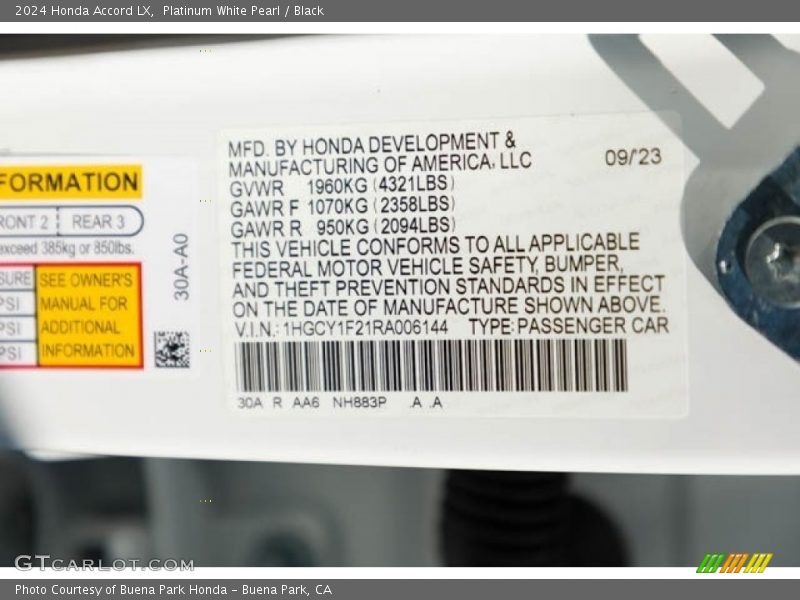 2024 Honda Accord LX, Platinum White Pearl / Black
MFD. BY HONDA DEVELOPMENT &
MANUFACTURING OF AMERICA, LLC 09/23
GVWR 1960KG (4321LBS)
GAWR F 1070KG (2358LBS)
GAWR R 950KG (2094LBS)
THIS VEHICLE CONFORMS TO ALL APPLICABLE
FEDERAL MOTOR VEHICLE SAFETY, BUMPER,
AND THEFT PREVENTION STANDARDS IN EFFECT
ON THE DATE OF MANUFACTURE SHOWN ABOVE.
V.I.N.: 1HGCY1F21RA006144 TYPE: PASSENGER CAR
30A R AA6 NH883P .A .A
FORMATION
RONT 2 REAR 3
exceed 385kg or 850lbs.
SURE SEE OWNER'S
PSI MANUAL FOR
PSI ADDITIONAL
PSI INFORMATION
30A-A0
GTcarlot.com
Photo Courtesy of Buena Park Honda - Buena Park, CA